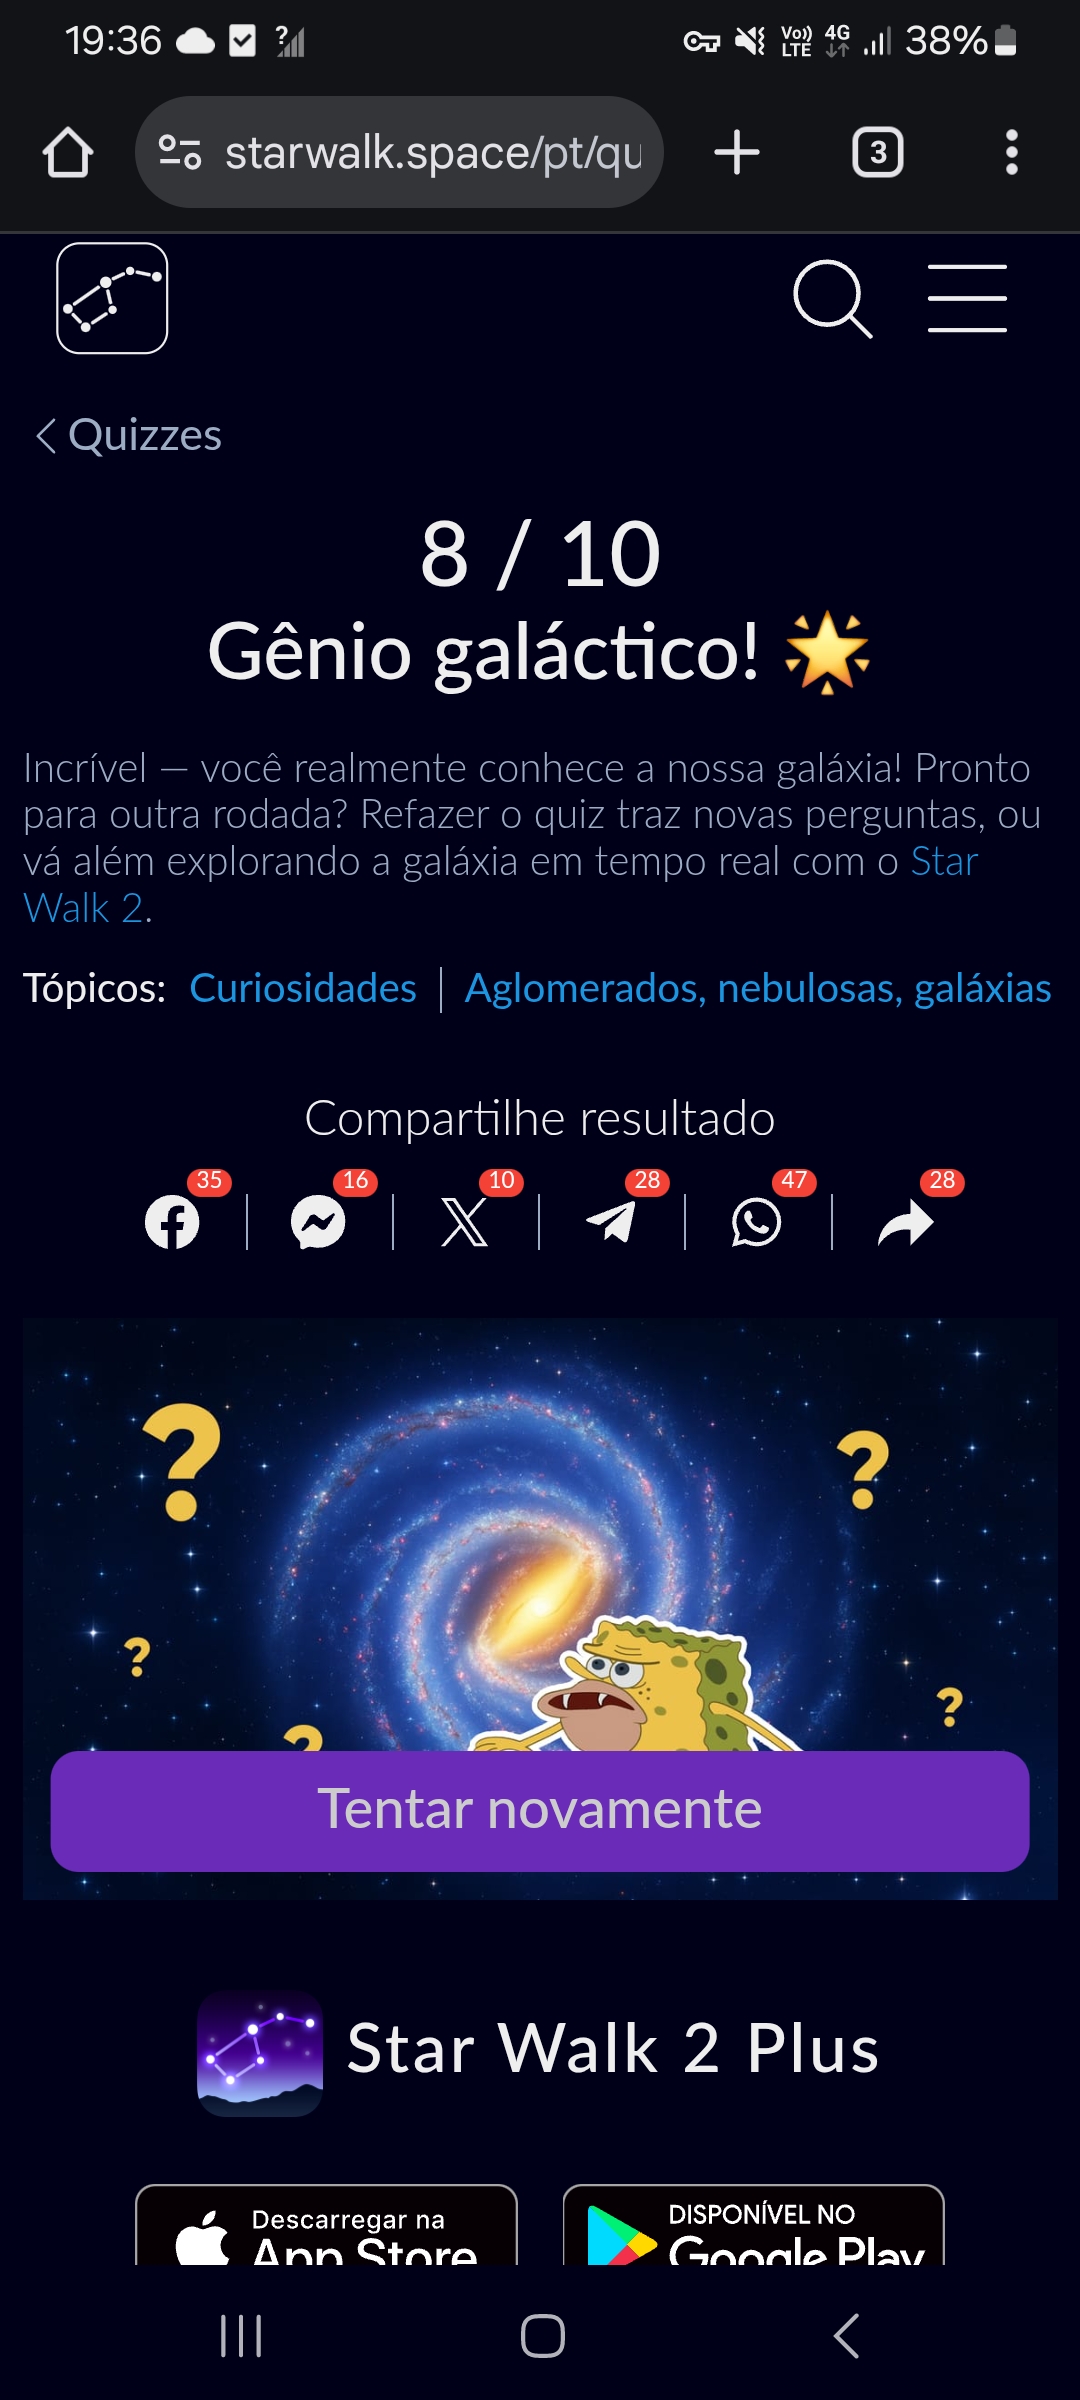 19:36
Vo)) LTE 4G 38%
starwalk.space/pt/qu
3
Quizzes
8 / 10
Gênio galáctico!
Incrível — você realmente conhece a nossa galáxia! Pronto
para outra rodada? Refazer o quiz traz novas perguntas, ou
vá além explorando a galáxia em tempo real com o Star
Walk 2.
Tópicos: Curiosidades | Aglomerados, nebulosas, galáxias
Compartilhe resultado
35 16 10 28 47 28
? ?
? ?
?
Tentar novamente
Star Walk 2 Plus
Descarregar na
App Store
DISPONÍVEL NO
Google Play